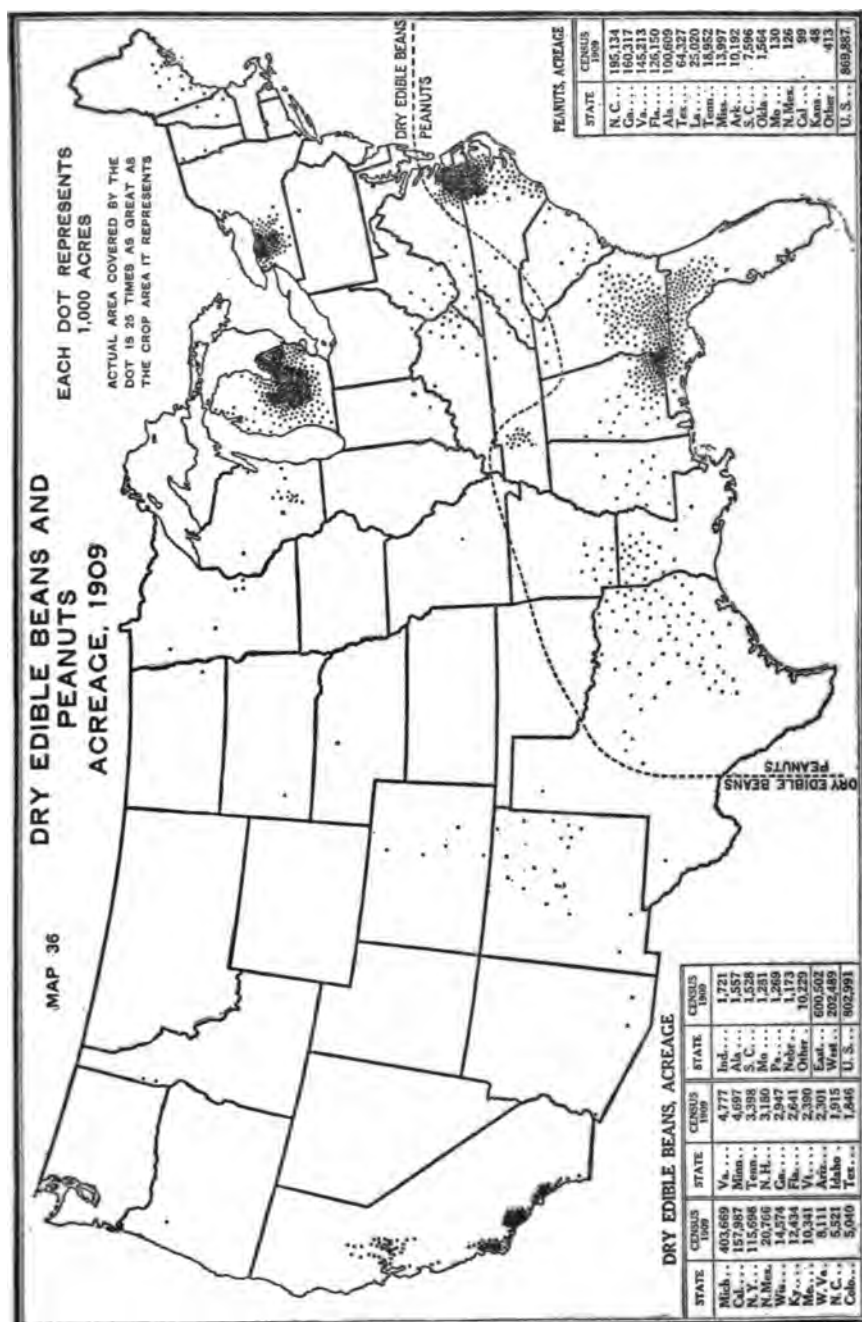 MAP 36
DRY EDIBLE BEANS AND
PEANUTS
ACREAGE, 1909
EACH DOT REPRESENTS
1,000 ACRES
ACTUAL AREA COVERED BY THE
DOT IS 25 TIMES AS GREAT AS
THE CROP AREA IT REPRESENTS
DRY EDIBLE BEANS
PEANUTS
DRY EDIBLE BEANS
PEANUTS
DRY EDIBLE BEANS, ACREAGE
STATE CENSUS 1909 STATE CENSUS 1909 STATE CENSUS 1909
Mich... 403,669 Va.... 4,777 Ind.... 1,721
Cal.... 157,987 Minn... 4,697 Ala.... 1,557
N.Y.... 115,698 Tenn... 3,398 S. C... 1,528
N. Mex. 20,766 N. H... 3,180 Mo.... 1,281
Wis.... 14,574 Ga.... 2,947 Pa.... 1,269
Ky.... 12,434 Fla.... 2,641 Nebr... 1,173
10,341 Vt.... 2,390 Other.. 10,229
W. Va. 8,111 Ariz... 2,301 East... 600,502
N. C... 5,521 Idaho. 1,915 West... 202,489
Colo... 5,040 Tex... 1,846 U. S... 802,991
PEANUTS, ACREAGE
STATE CENSUS 1909
N. C... 195,134
Ga.... 160,317
Va.... 145,213
Fla.... 126,150
Ala.... 100,609
Tex... 64,327
La.... 25,020
Tenn... 18,952
Miss... 13,997
Ark... 10,192
S. C... 7,596
Okla... 1,564
Mo.... 130
N. Mex. 126
Cal... 99
Kans.. 48
Other. 413
U. S... 869,887